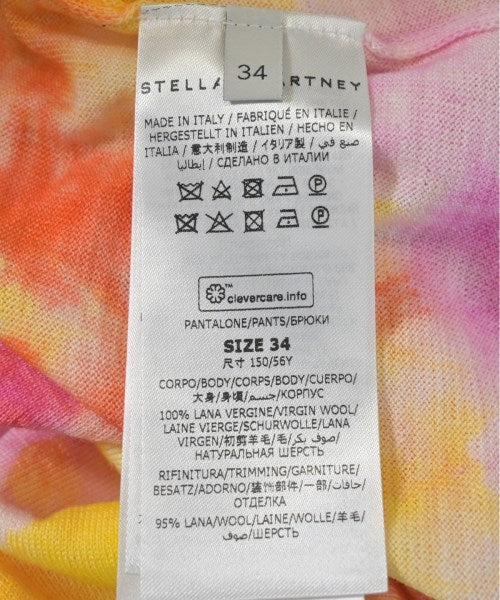 34
STELLA McCARTNEY
MADE IN ITALY / FABRIQUÉ EN ITALIE /
HERGESTELLT IN ITALIEN / HECHO EN
ITALIA / 意大利制造 / イタリア製 / صنع في
إيطاليا / СДЕЛАНО В ИТАЛИИ
P
P
™
clevercare.info
PANTALONE/PANTS/БРЮКИ
SIZE 34
尺寸 150/56Y
CORPO/BODY/CORPS/BODY/CUERPO/
大身/身頃/جسم/КОРПУС
100% LANA VERGINE/VIRGIN WOOL/
LAINE VIERGE/SCHURWOLLE/LANA
VIRGEN/初剪羊毛/毛/صوف بكر/
НАТУРАЛЬНАЯ ШЕРСТЬ
RIFINITURA/TRIMMING/GARNITURE/
BESATZ/ADORNO/装饰部件/一部/حافات/
ОТДЕЛКА
95% LANA/WOOL/LAINE/WOLLE/羊毛/
صوف/ШЕРСТЬ